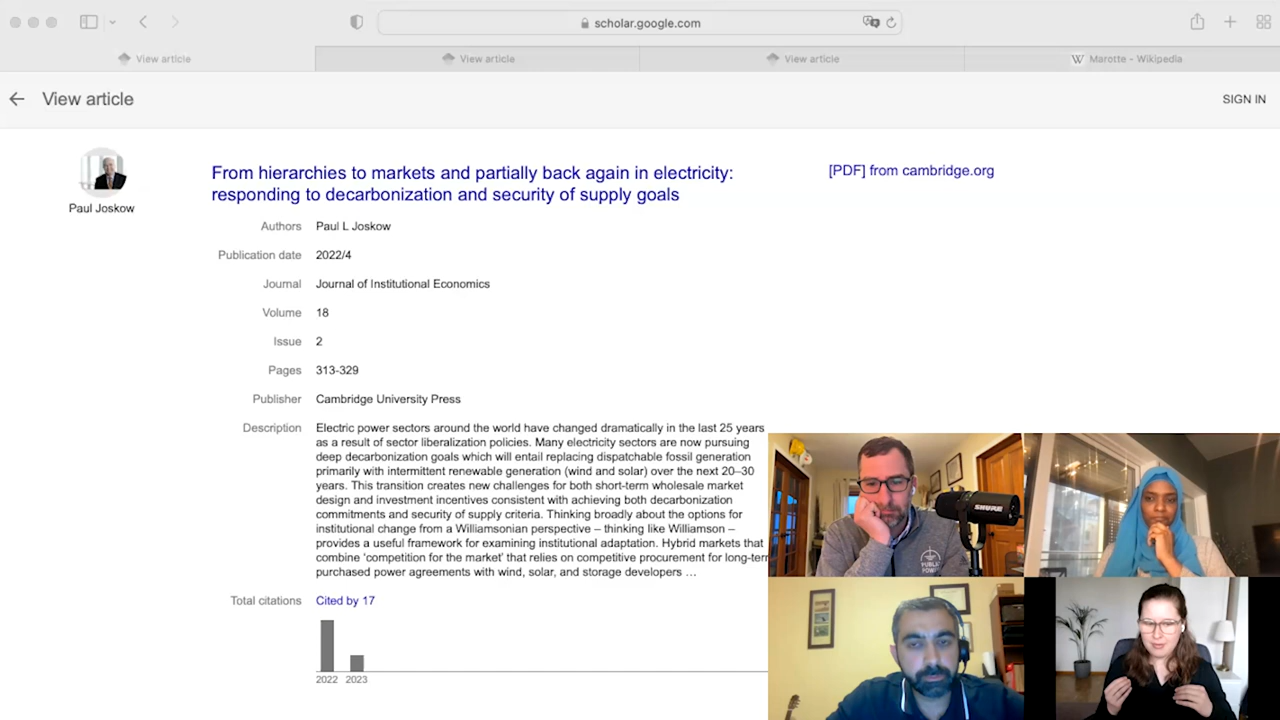 scholar.google.com
View article
View article
View article
Marotte - Wikipedia
View article
SIGN IN
Paul Joskow
From hierarchies to markets and partially back again in electricity:
responding to decarbonization and security of supply goals
[PDF] from cambridge.org
Authors Paul L Joskow
Publication date 2022/4
Journal Journal of Institutional Economics
Volume 18
Issue 2
Pages 313-329
Publisher Cambridge University Press
Description Electric power sectors around the world have changed dramatically in the last 25 years
as a result of sector liberalization policies. Many electricity sectors are now pursuing
deep decarbonization goals which will entail replacing dispatchable fossil generation
primarily with intermittent renewable generation (wind and solar) over the next 20–30
years. This transition creates new challenges for both short-term wholesale market
design and investment incentives consistent with achieving both decarbonization
commitments and security of supply criteria. Thinking broadly about the options for
institutional change from a Williamsonian perspective – thinking like Williamson –
provides a useful framework for examining institutional adaptation. Hybrid markets that
combine ‘competition for the market’ that relies on competitive procurement for long-term
purchased power agreements with wind, solar, and storage developers …
Total citations Cited by 17
2022 2023
SHURE
PUBLIC
POWER